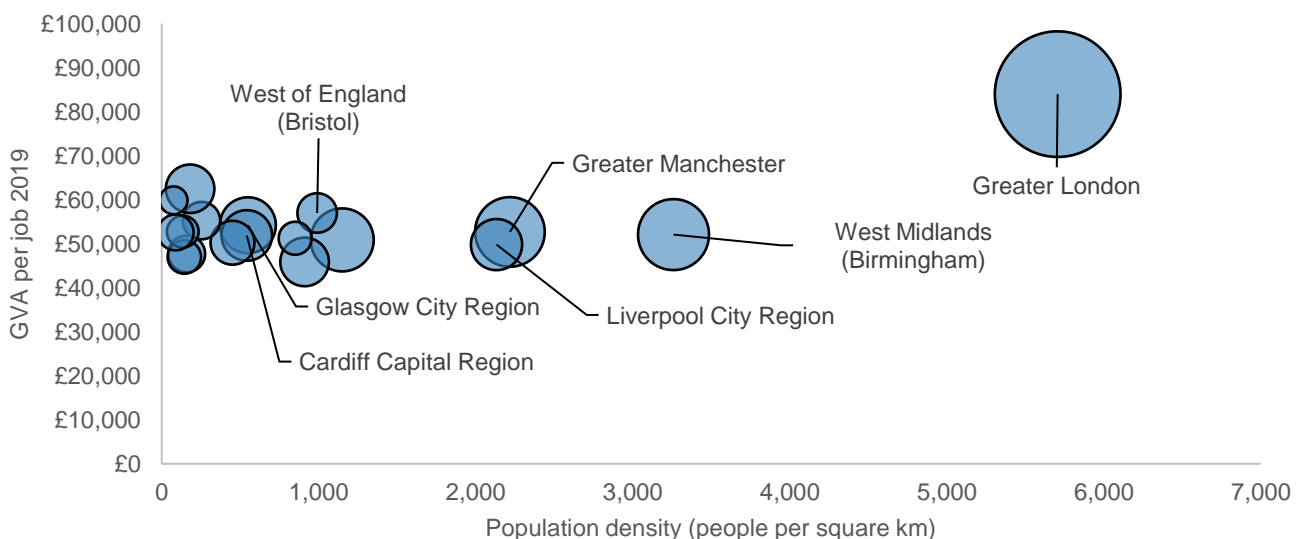 £100,000
£90,000
£80,000
£70,000
£60,000
£50,000
£40,000
£30,000
£20,000
£10,000
£0
GVA per job 2019
West of England
(Bristol)
Greater Manchester
Greater London
West Midlands
(Birmingham)
Glasgow City Region
Liverpool City Region
Cardiff Capital Region
0
1,000
2,000
3,000
4,000
5,000
6,000
7,000
Population density (people per square km)